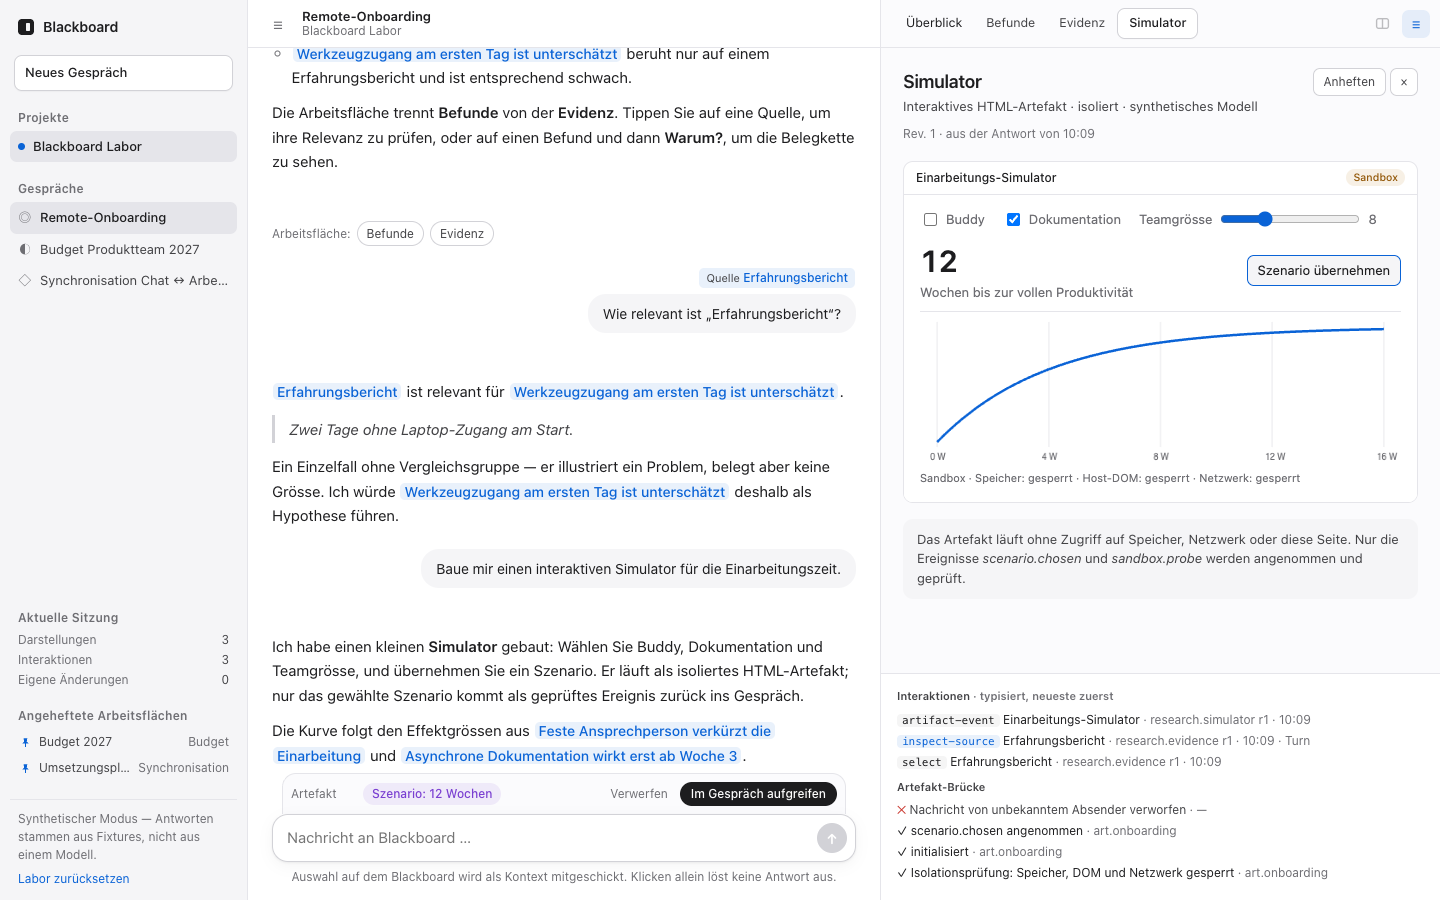 Blackboard
Neues Gespräch
Projekte
Blackboard Labor
Gespräche
Remote-Onboarding
Budget Produktteam 2027
Synchronisation Chat ↔ Arbe...
Aktuelle Sitzung
Darstellungen 3
Interaktionen 3
Eigene Änderungen 0
Angeheftete Arbeitsflächen
Budget 2027 Budget
Umsetzungspl... Synchronisation
Synthetischer Modus — Antworten
stammen aus Fixtures, nicht aus
einem Modell.
Labor zurücksetzen
Remote-Onboarding
Blackboard Labor
Werkzeugzugang am ersten Tag ist unterschätzt beruht nur auf einem
Erfahrungsbericht und ist entsprechend schwach.
Die Arbeitsfläche trennt Befunde von der Evidenz. Tippen Sie auf eine Quelle, um
ihre Relevanz zu prüfen, oder auf einen Befund und dann Warum?, um die Belegkette
zu sehen.
Arbeitsfläche: Befunde Evidenz
Quelle Erfahrungsbericht
Wie relevant ist „Erfahrungsbericht“?
Erfahrungsbericht ist relevant für Werkzeugzugang am ersten Tag ist unterschätzt.
Zwei Tage ohne Laptop-Zugang am Start.
Ein Einzelfall ohne Vergleichsgruppe — er illustriert ein Problem, belegt aber keine
Grösse. Ich würde Werkzeugzugang am ersten Tag ist unterschätzt deshalb als
Hypothese führen.
Baue mir einen interaktiven Simulator für die Einarbeitungszeit.
Ich habe einen kleinen Simulator gebaut: Wählen Sie Buddy, Dokumentation und
Teamgrösse, und übernehmen Sie ein Szenario. Er läuft als isoliertes HTML-Artefakt;
nur das gewählte Szenario kommt als geprüftes Ereignis zurück ins Gespräch.
Die Kurve folgt den Effektgrössen aus Feste Ansprechperson verkürzt die
Einarbeitung und Asynchrone Dokumentation wirkt erst ab Woche 3.
Artefakt Szenario: 12 Wochen Verwerfen Im Gespräch aufgreifen
Nachricht an Blackboard ...
Auswahl auf dem Blackboard wird als Kontext mitgeschickt. Klicken allein löst keine Antwort aus.
Überblick Befunde Evidenz Simulator
Simulator Anheften ×
Interaktives HTML-Artefakt · isoliert · synthetisches Modell
Rev. 1 · aus der Antwort von 10:09
Einarbeitungs-Simulator Sandbox
Buddy Dokumentation Teamgrösse 8
12
Wochen bis zur vollen Produktivität
Szenario übernehmen
0 W 4 W 8 W 12 W 16 W
Sandbox · Speicher: gesperrt · Host-DOM: gesperrt · Netzwerk: gesperrt
Das Artefakt läuft ohne Zugriff auf Speicher, Netzwerk oder diese Seite. Nur die
Ereignisse scenario.chosen und sandbox.probe werden angenommen und
geprüft.
Interaktionen · typisiert, neueste zuerst
artifact-event Einarbeitungs-Simulator · research.simulator r1 · 10:09
inspect-source Erfahrungsbericht · research.evidence r1 · 10:09 · Turn
select Erfahrungsbericht · research.evidence r1 · 10:09
Artefakt-Brücke
✕ Nachricht von unbekanntem Absender verworfen · —
✓ scenario.chosen angenommen · art.onboarding
✓ initialisiert · art.onboarding
✓ Isolationsprüfung: Speicher, DOM und Netzwerk gesperrt · art.onboarding